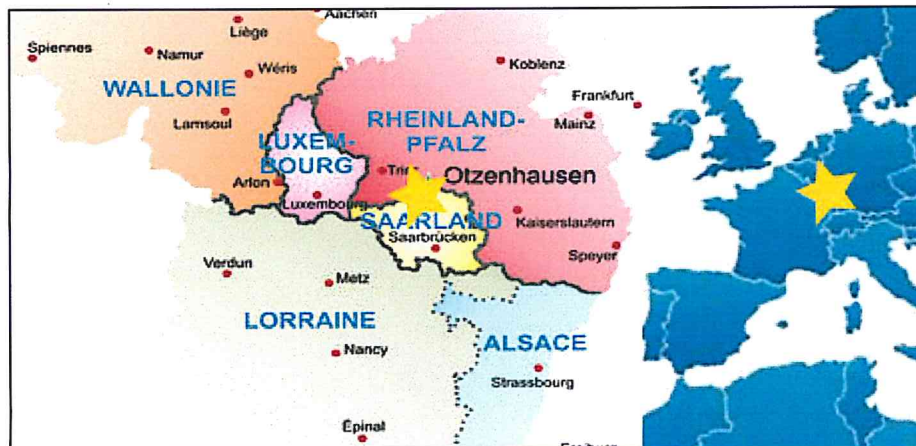 Aachen
Liège
Spiennes
Namur
Wéris
Koblenz
WALLONIE
Frankfurt
Lamsoul
Mainz
RHEINLAND-
PFALZ
LUXEM-
BOURG
Otzenhausen
Arlon
Luxembourg
Kaiserslautern
SAARLAND
Saarbrücken
Speyer
Verdun
Metz
LORRAINE
ALSACE
Nancy
Strassbourg
Épinal